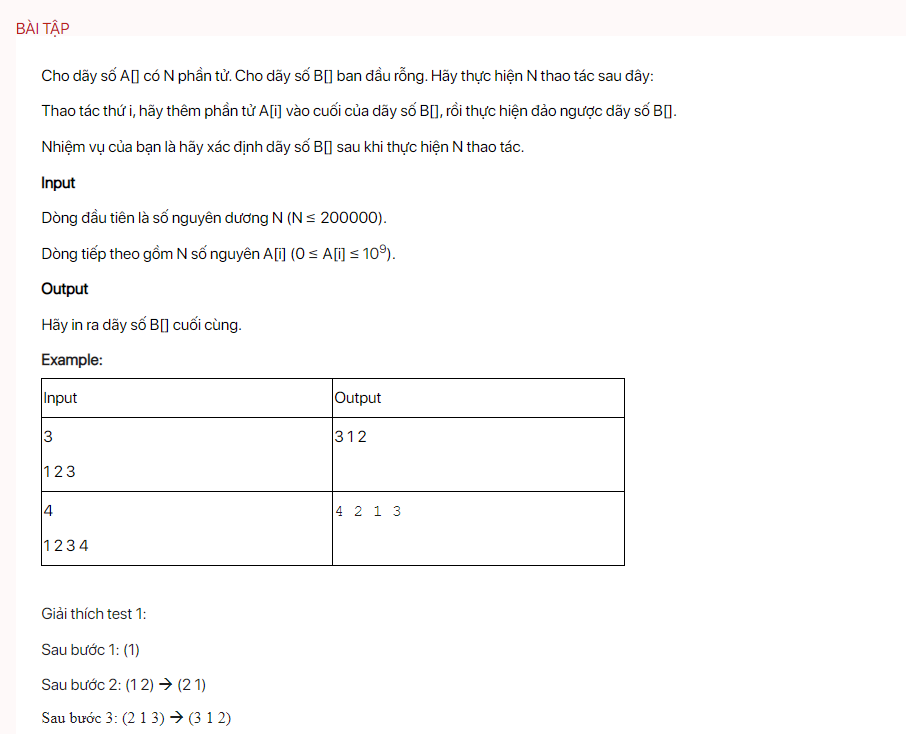 BÀI TẬP
Cho dãy số A[] có N phần tử. Cho dãy số B[] ban đầu rỗng. Hãy thực hiện N thao tác sau đây:
Thao tác thứ i, hãy thêm phần tử A[i] vào cuối của dãy số B[], rồi thực hiện đảo ngược dãy số B[].
Nhiệm vụ của bạn là hãy xác định dãy số B[] sau khi thực hiện N thao tác.
Input
Dòng đầu tiên là số nguyên dương N (N ≤ 200000).
Dòng tiếp theo gồm N số nguyên A[i] (0 ≤ A[i] ≤ 10⁹).
Output
Hãy in ra dãy số B[] cuối cùng.
Example:
Input Output
3 3 1 2
1 2 3
4 4 2 1 3
1 2 3 4
Giải thích test 1:
Sau bước 1: (1)
Sau bước 2: (1 2) → (2 1)
Sau bước 3: (2 1 3) → (3 1 2)